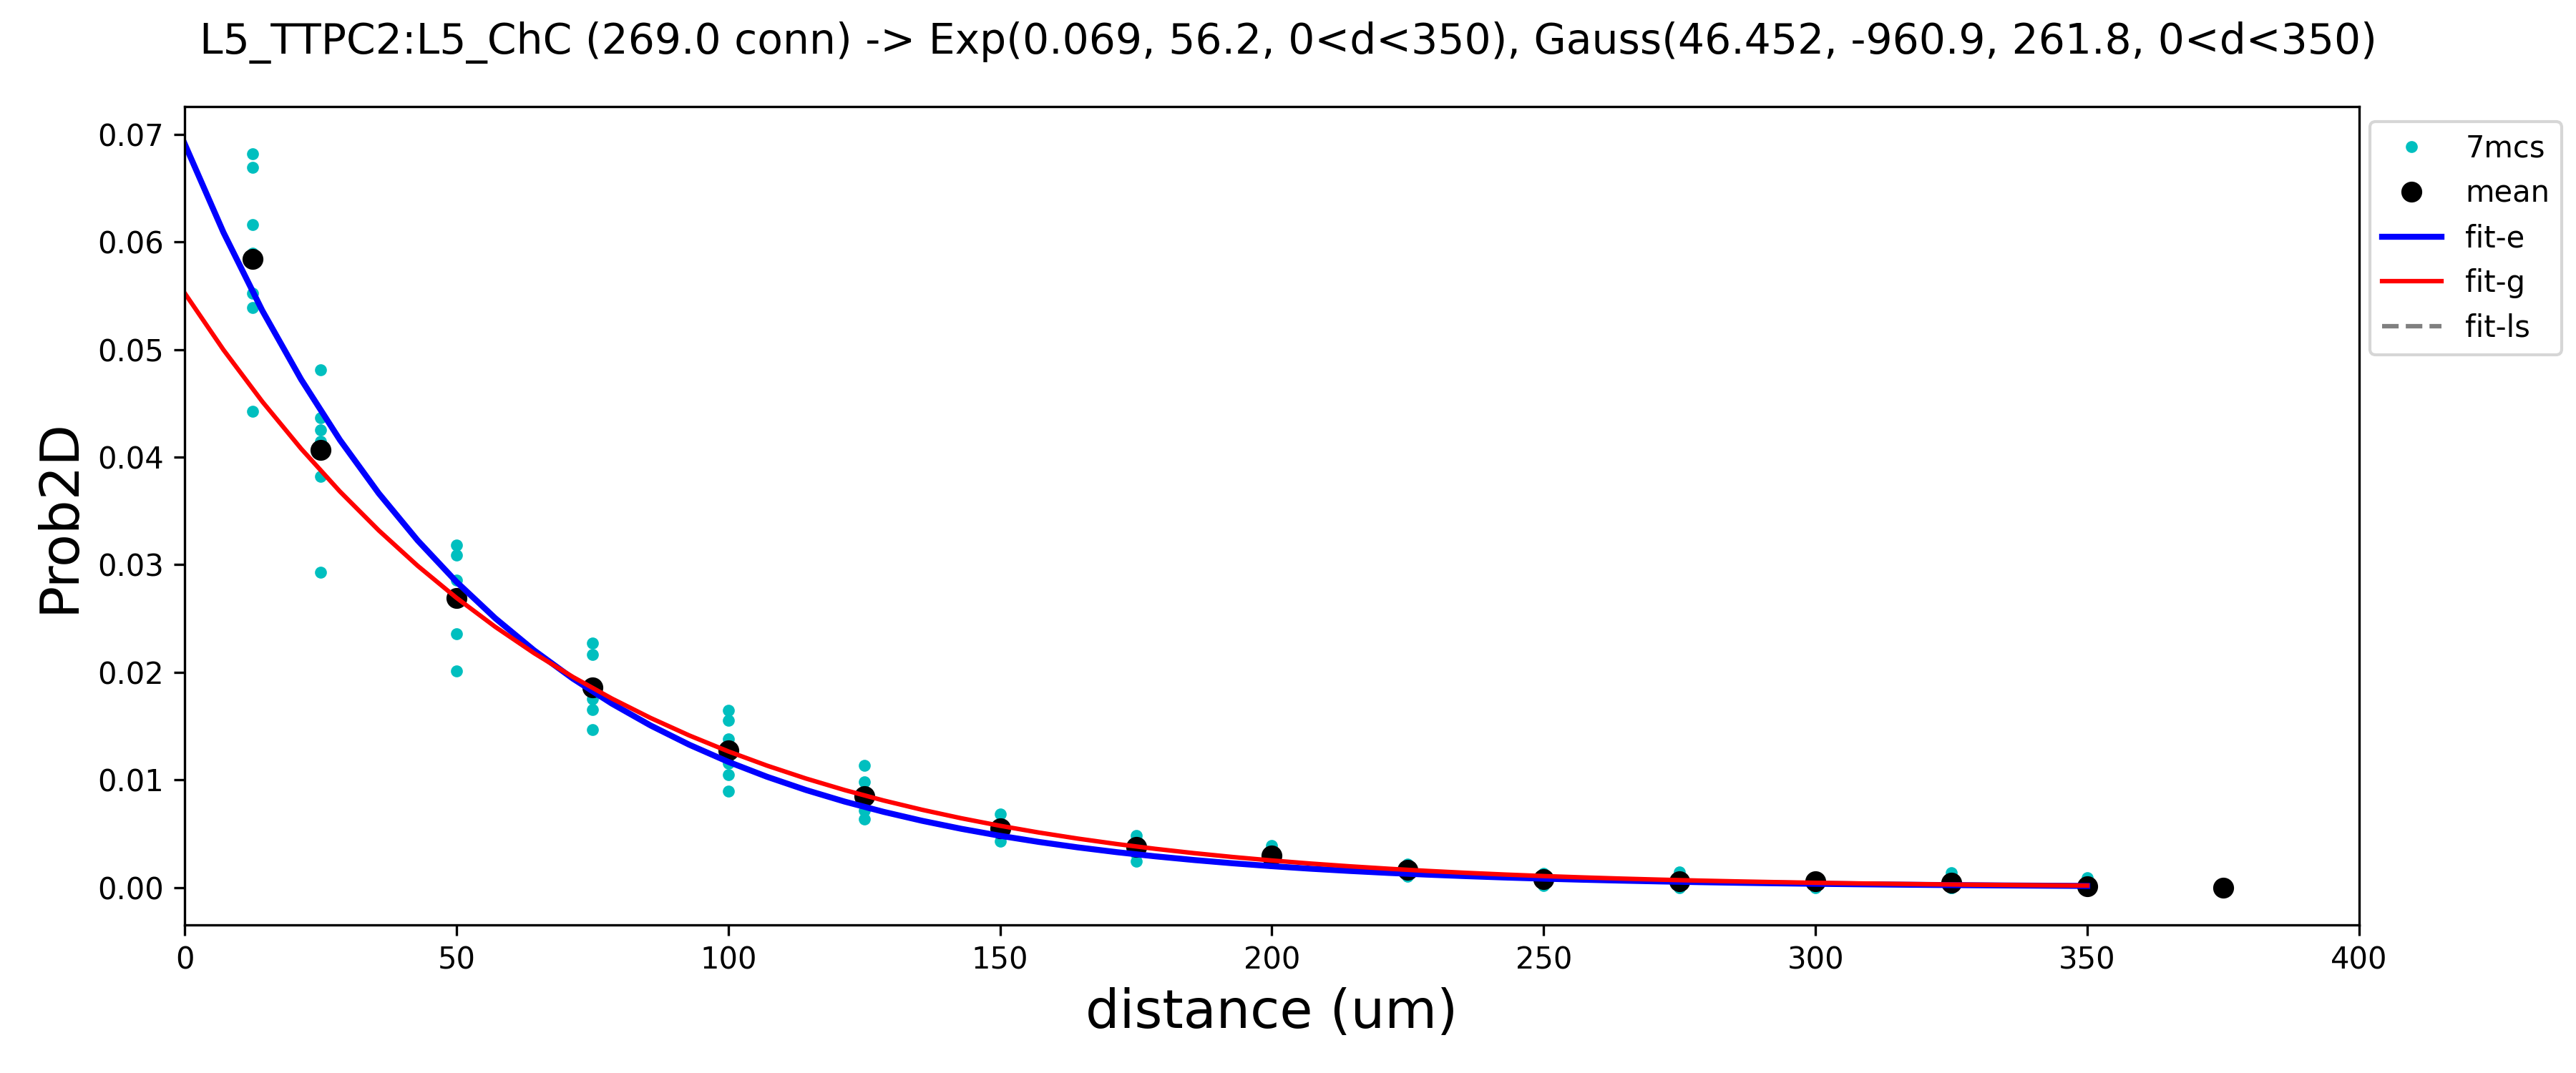 L5_TTPC2:L5_ChC (269.0 conn) -> Exp(0.069, 56.2, 0<d<350), Gauss(46.452, -960.9, 261.8, 0<d<350)
0.07
0.06
0.05
0.04
0.03
0.02
0.01
0.00
Prob2D
0 50 100 150 200 250 300 350 400
distance (um)
7mcs
mean
fit-e
fit-g
fit-ls